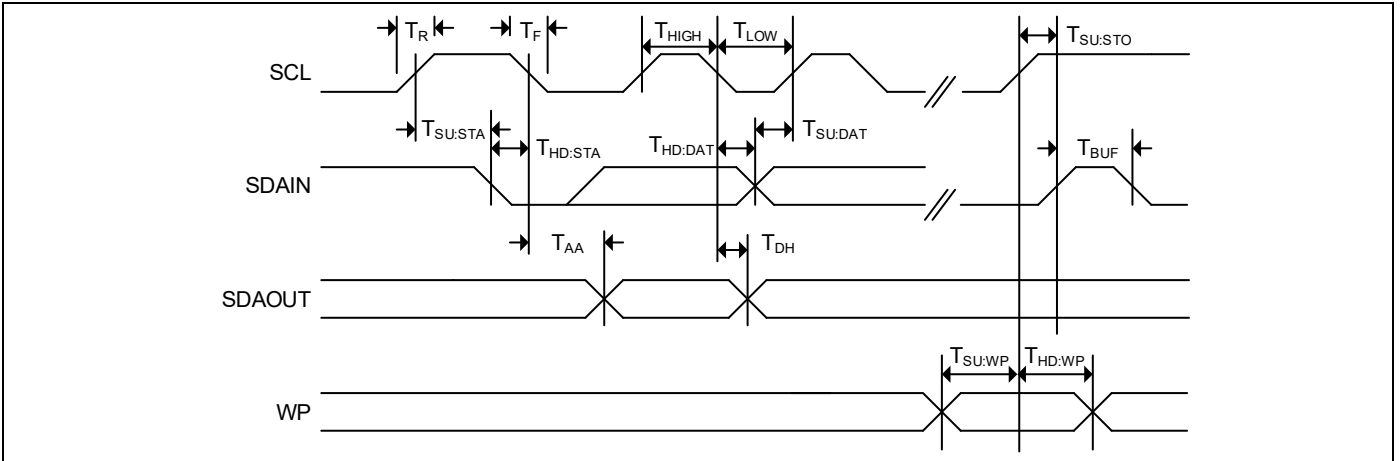 T_R T_F T_HIGH T_LOW T_SU:STO
SCL
T_SU:STA T_HD:STA T_HD:DAT T_SU:DAT T_BUF
SDAIN
T_AA T_DH
SDAOUT
T_SU:WP T_HD:WP
WP